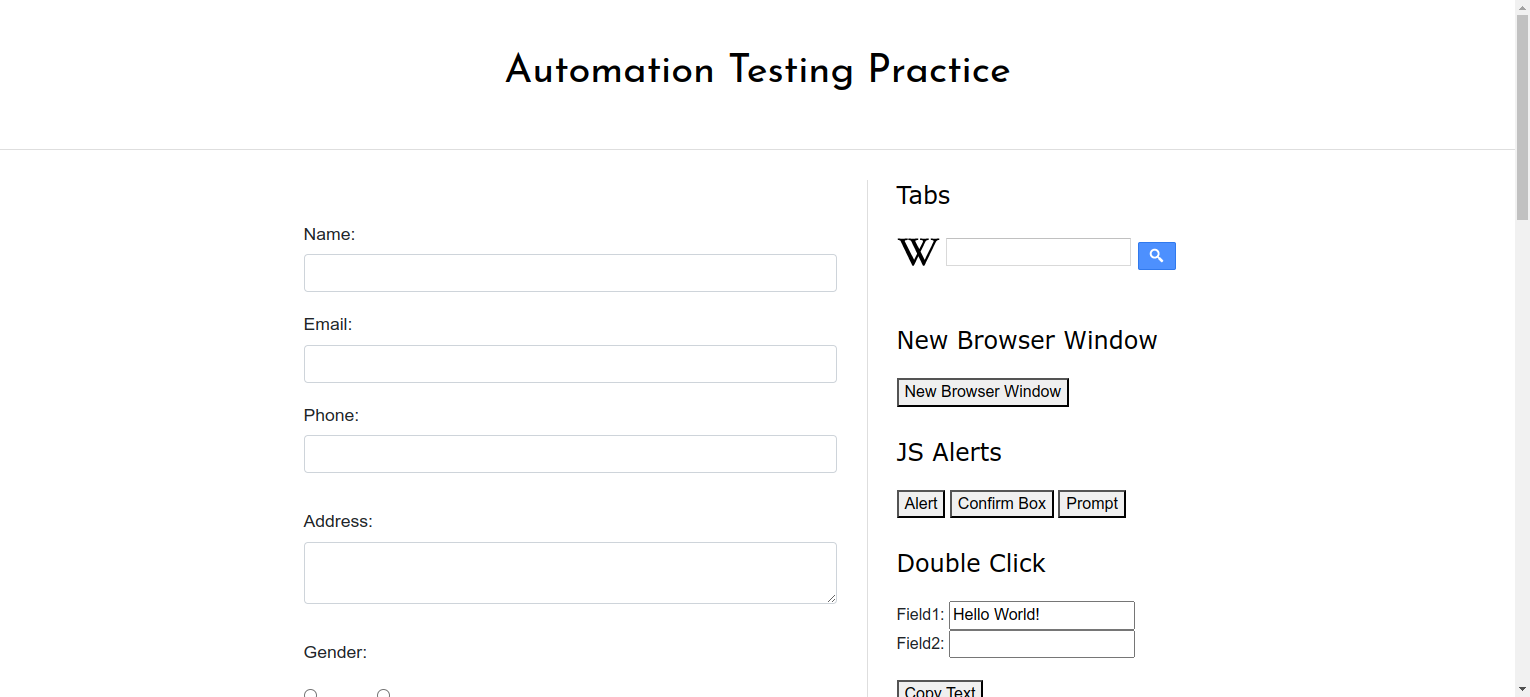 Automation Testing Practice
Name:
Email:
Phone:
Address:
Gender:
Tabs
W
New Browser Window
New Browser Window
JS Alerts
Alert Confirm Box Prompt
Double Click
Field1: Hello World!
Field2:
Copy Text